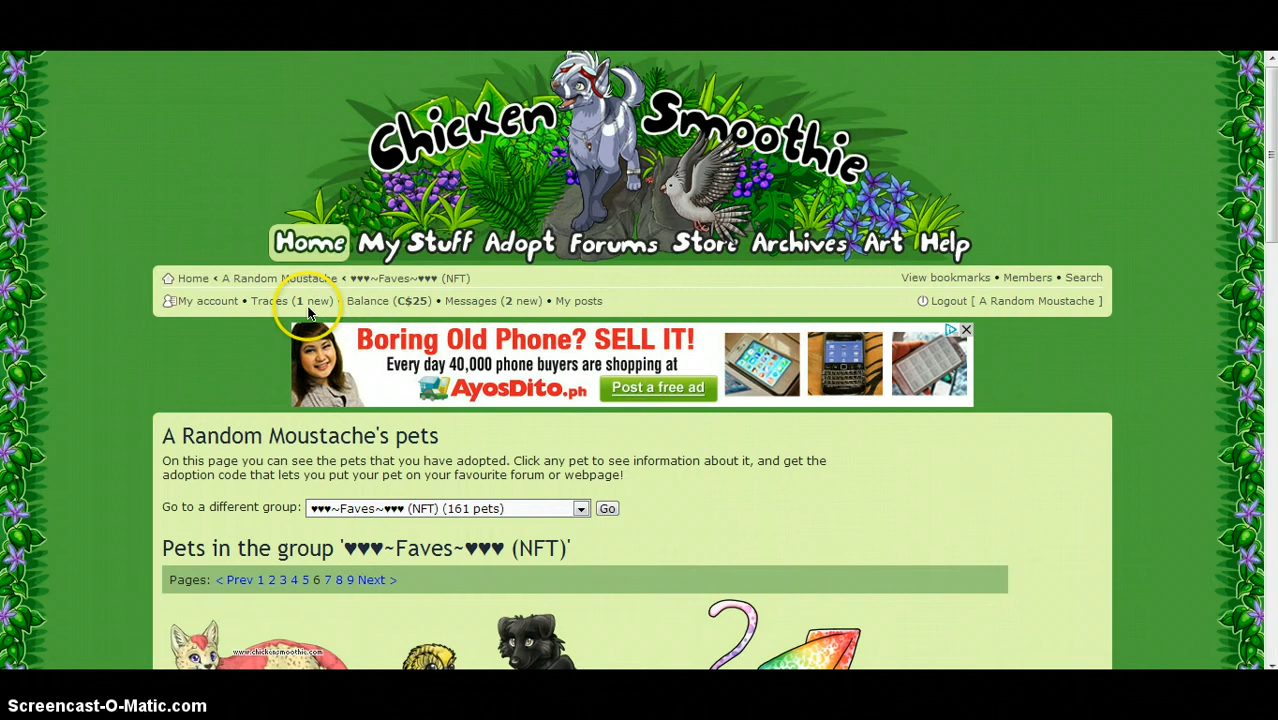 Chicken Smoothie
Home My Stuff Adopt Forums Store Archives Art Help
Home ‹ A Random Moustache ‹ ♥♥♥~Faves~♥♥♥ (NFT)
View bookmarks • Members • Search
My account • Trades (1 new) • Balance (C$25) • Messages (2 new) • My posts
Logout [ A Random Moustache ]
Boring Old Phone? SELL IT!
Every day 40,000 phone buyers are shopping at
AyosDito.ph Post a free ad
A Random Moustache's pets
On this page you can see the pets that you have adopted. Click any pet to see information about it, and get the
adoption code that lets you put your pet on your favourite forum or webpage!
Go to a different group: ♥♥♥~Faves~♥♥♥ (NFT) (161 pets) Go
Pets in the group '♥♥♥~Faves~♥♥♥ (NFT)'
Pages: < Prev 1 2 3 4 5 6 7 8 9 Next >
www.chickensmoothie.com
Screencast-O-Matic.com